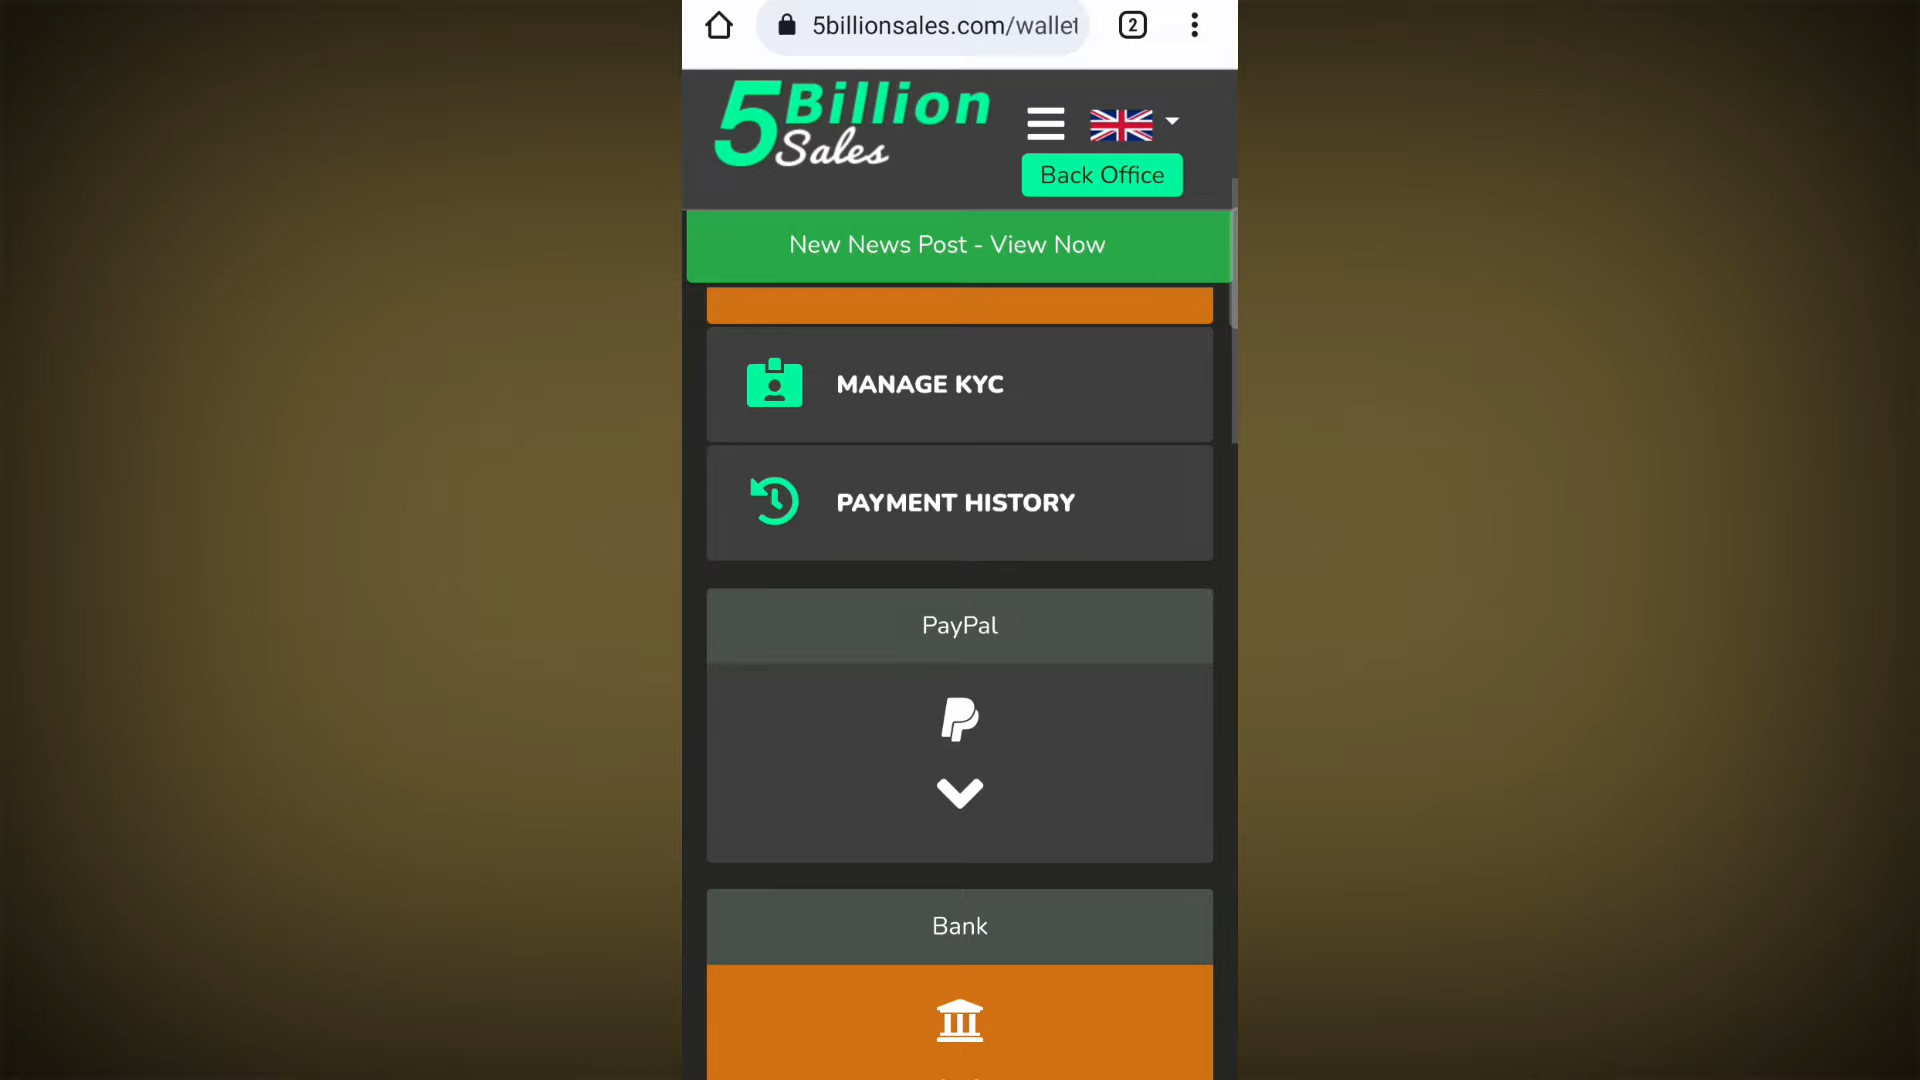 5billionsales.com/wallet
2
5Billion
Sales
Back Office
New News Post - View Now
MANAGE KYC
PAYMENT HISTORY
PayPal
Bank